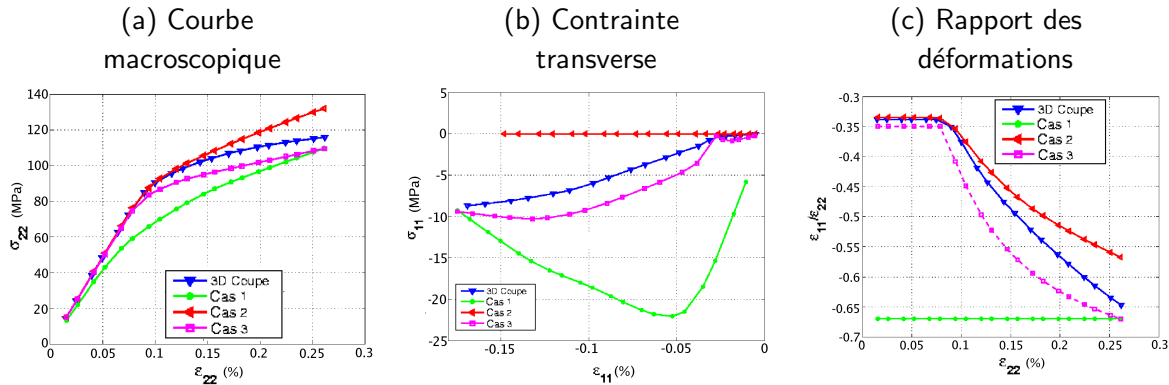 (a) Courbe
macroscopique
σ22 (MPa)
140
120
100
80
60
40
20
0
0
0.05
0.1
0.15
0.2
0.25
0.3
ε22 (%)
3D Coupe
Cas 1
Cas 2
Cas 3
(b) Contrainte
transverse
σ11 (MPa)
5
0
-5
-10
-15
-20
-25
-0.15
-0.1
-0.05
0
ε11(%)
3D Coupe
Cas 1
Cas 2
Cas 3
(c) Rapport des
déformations
ε11/ε22
-0.3
-0.35
-0.4
-0.45
-0.5
-0.55
-0.6
-0.65
-0.7
0
0.05
0.1
0.15
0.2
0.25
0.3
ε22 (%)
3D Coupe
Cas 1
Cas 2
Cas 3